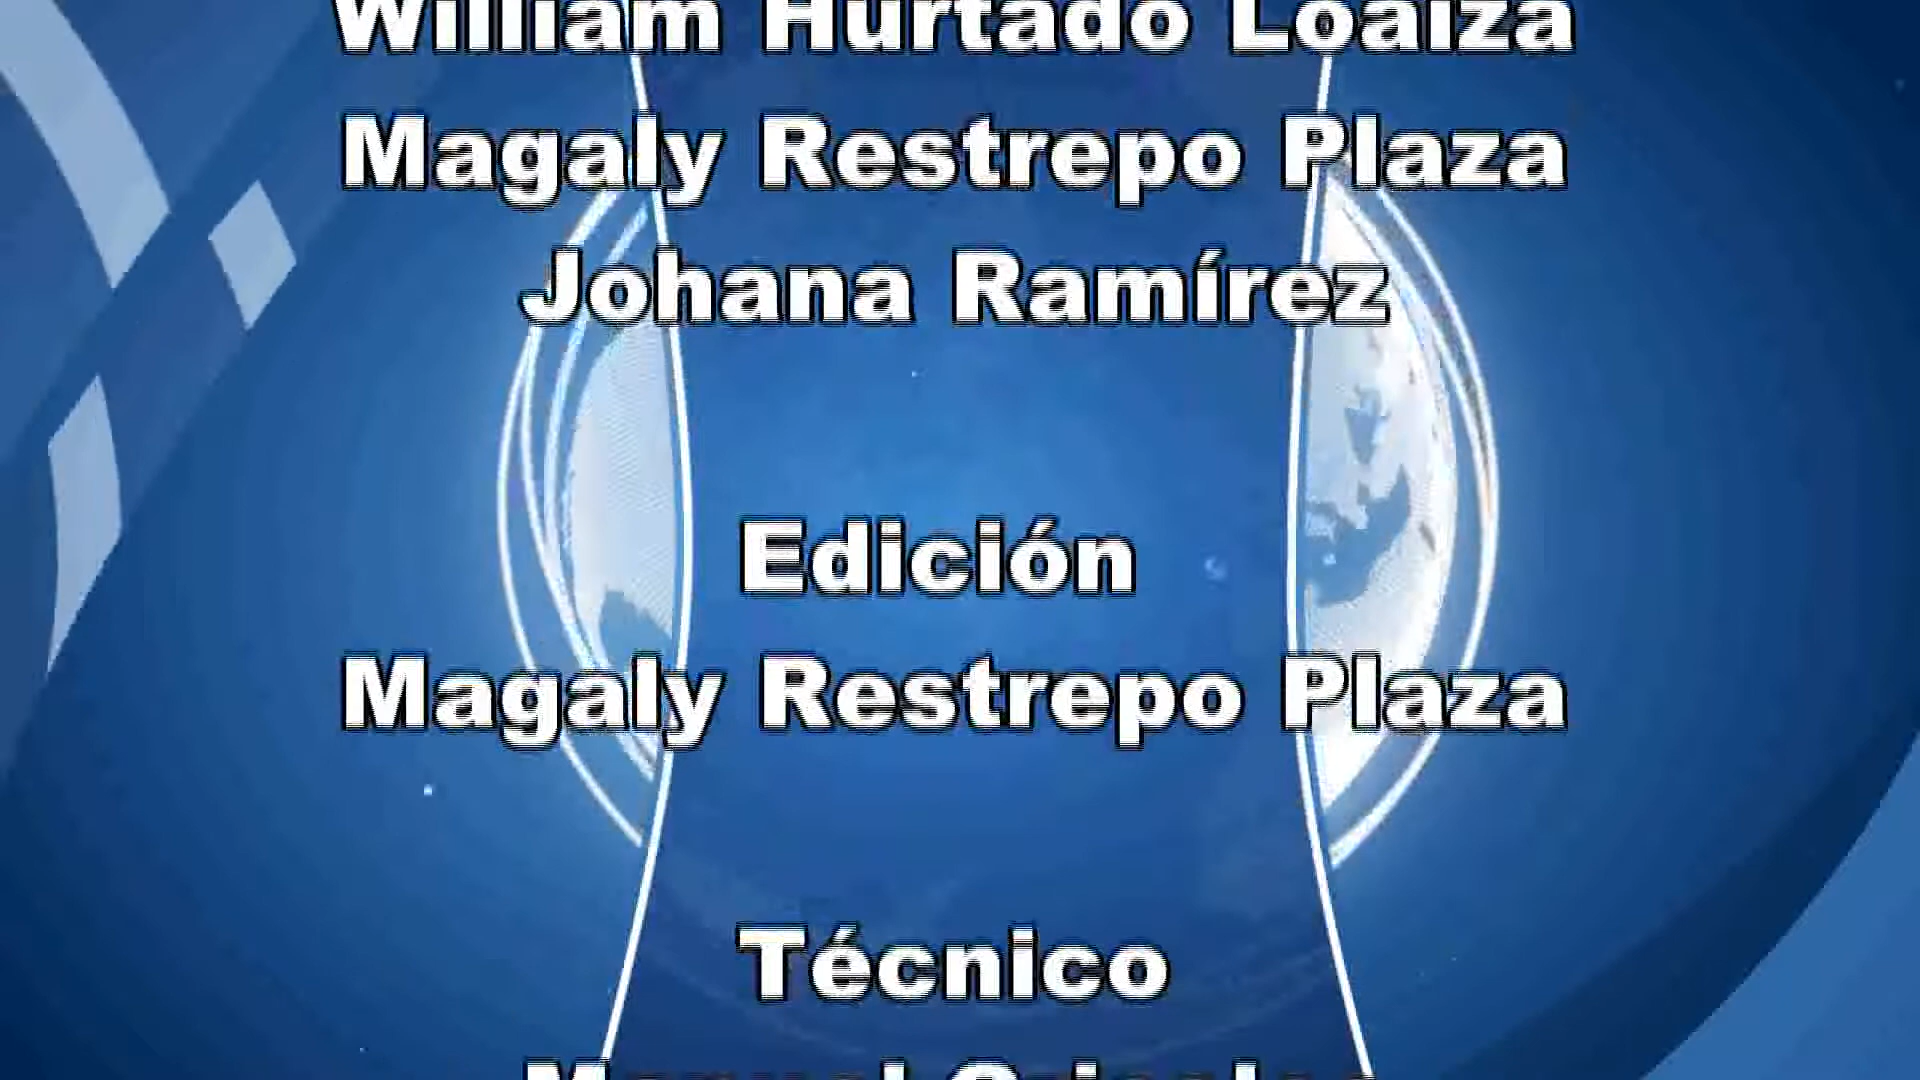 William Hurtado Loaiza
Magaly Restrepo Plaza
Johana Ramírez
Edición
Magaly Restrepo Plaza
Técnico